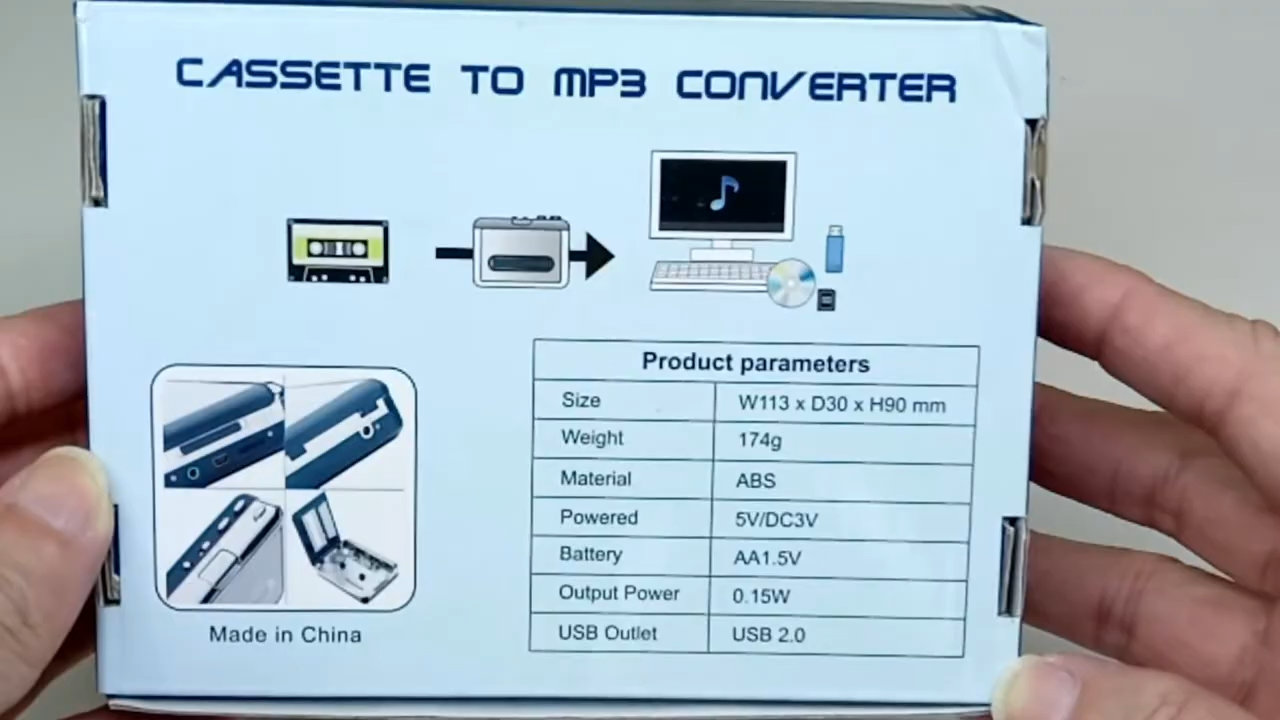 CASSETTE TO MP3 CONVERTER
Product parameters
Size W113 x D30 x H90 mm
Weight 174g
Material ABS
Powered 5V/DC3V
Battery AA1.5V
Output Power 0.15W
USB Outlet USB 2.0
Made in China